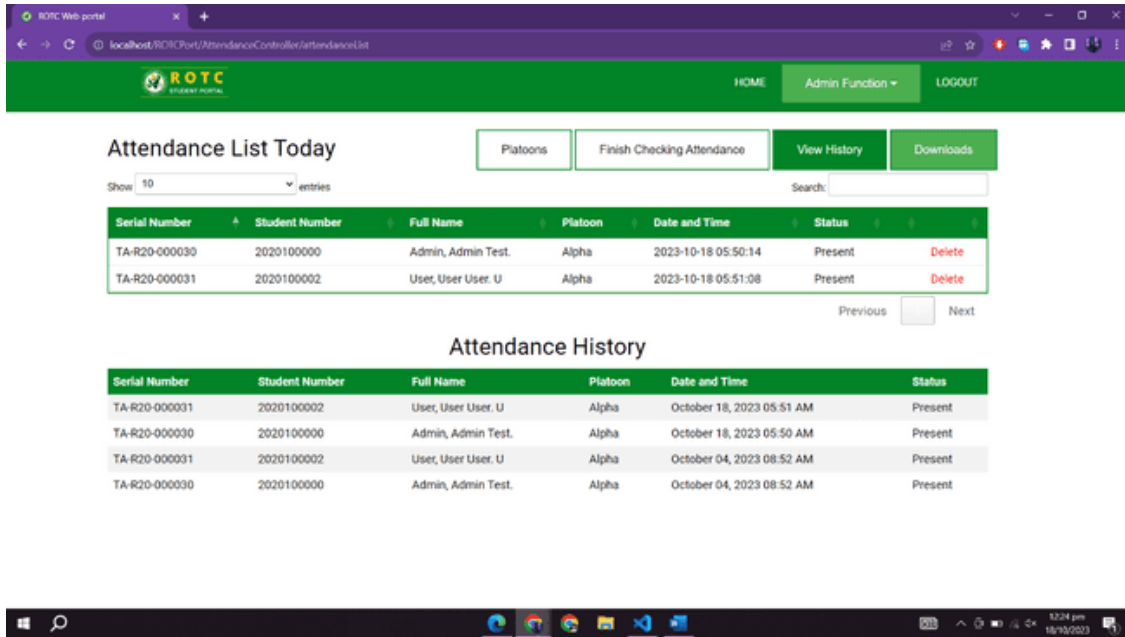 ROTC Web portal
localhost/ROTCPort/AttendanceController/attendanceList
ROTC
STUDENT PORTAL
HOME Admin Function LOGOUT
Attendance List Today Platoons Finish Checking Attendance View History Downloads
Show 10 entries Search:
Serial Number Student Number Full Name Platoon Date and Time Status
TA-R20-000030 2020100000 Admin, Admin Test. Alpha 2023-10-18 05:50:14 Present Delete
TA-R20-000031 2020100002 User, User User. U Alpha 2023-10-18 05:51:08 Present Delete
Previous Next
Attendance History
Serial Number Student Number Full Name Platoon Date and Time Status
TA-R20-000031 2020100002 User, User User. U Alpha October 18, 2023 05:51 AM Present
TA-R20-000030 2020100000 Admin, Admin Test. Alpha October 18, 2023 05:50 AM Present
TA-R20-000031 2020100002 User, User User. U Alpha October 04, 2023 08:52 AM Present
TA-R20-000030 2020100000 Admin, Admin Test. Alpha October 04, 2023 08:52 AM Present
12:24 pm
18/10/2023